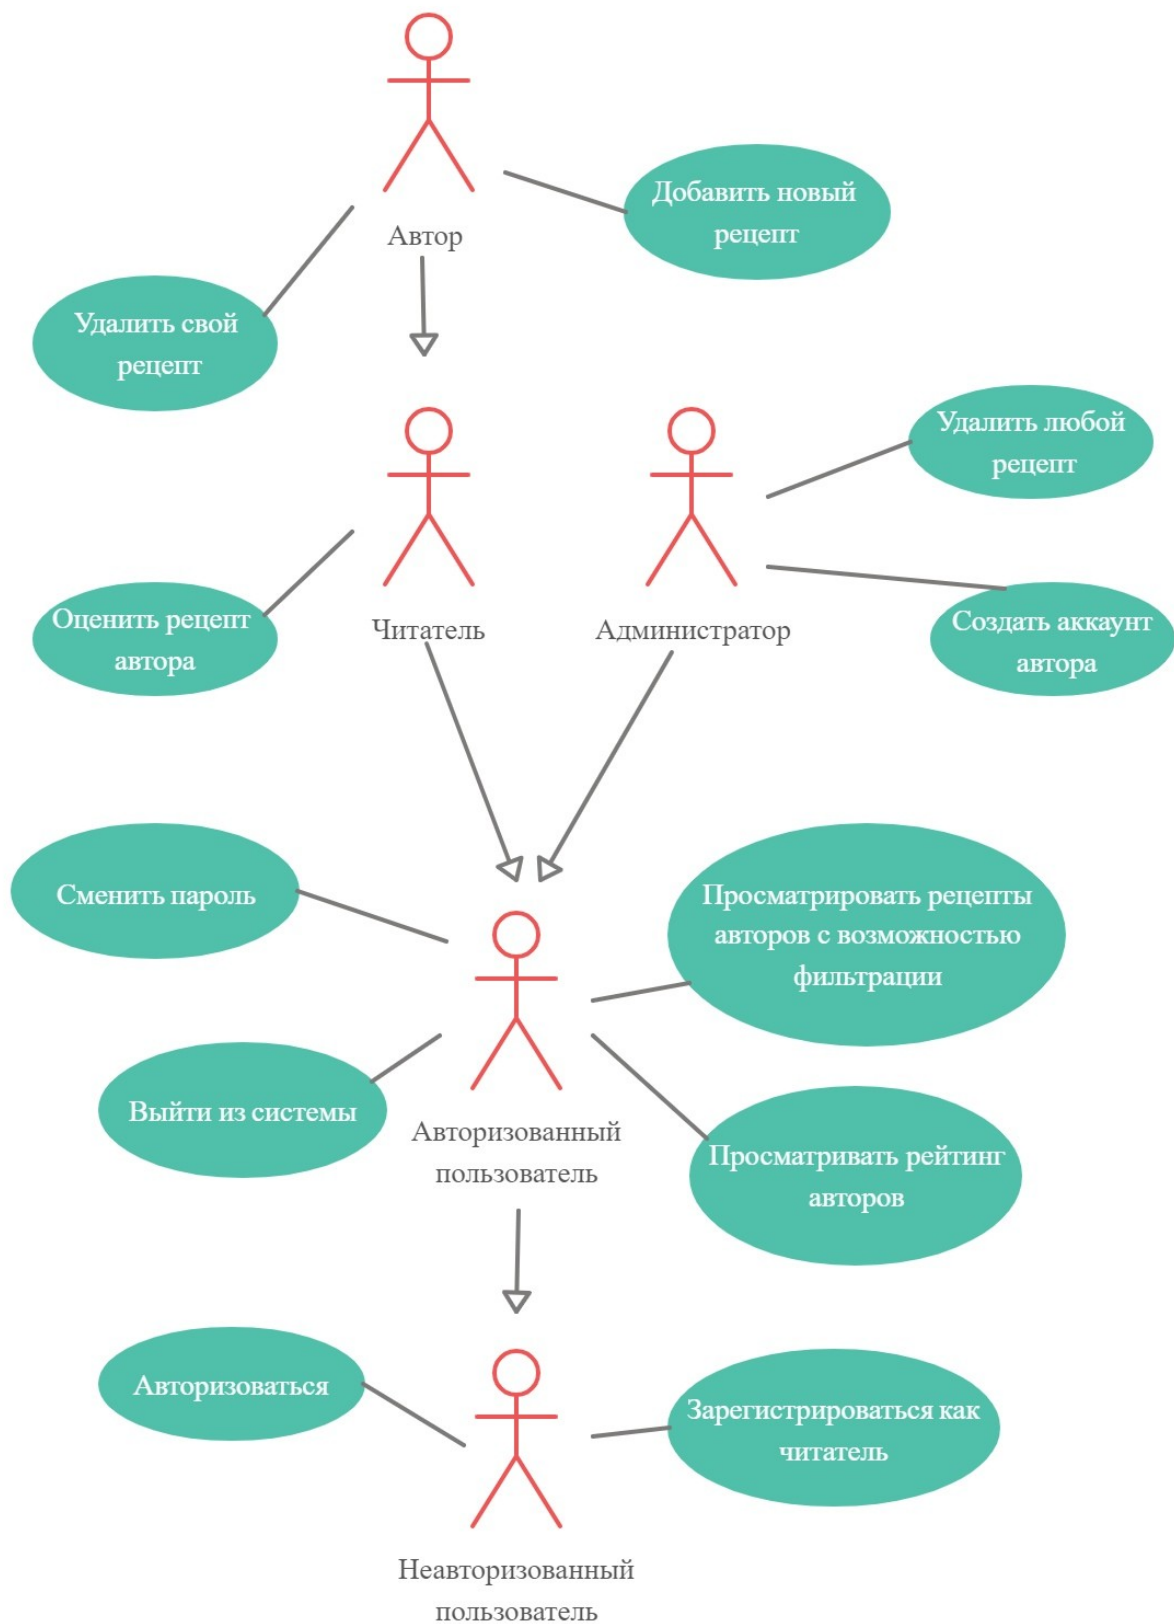 Добавить новый
рецепт
Автор
Удалить свой
рецепт
Удалить любой
рецепт
Оценить рецепт
автора
Читатель
Администратор
Создать аккаунт
автора
Сменить пароль
Просматрировать рецепты
авторов с возможностью
фильтрации
Выйти из системы
Авторизованный
пользователь
Просматривать рейтинг
авторов
Авторизоваться
Зарегистрироваться как
читатель
Неавторизованный
пользователь